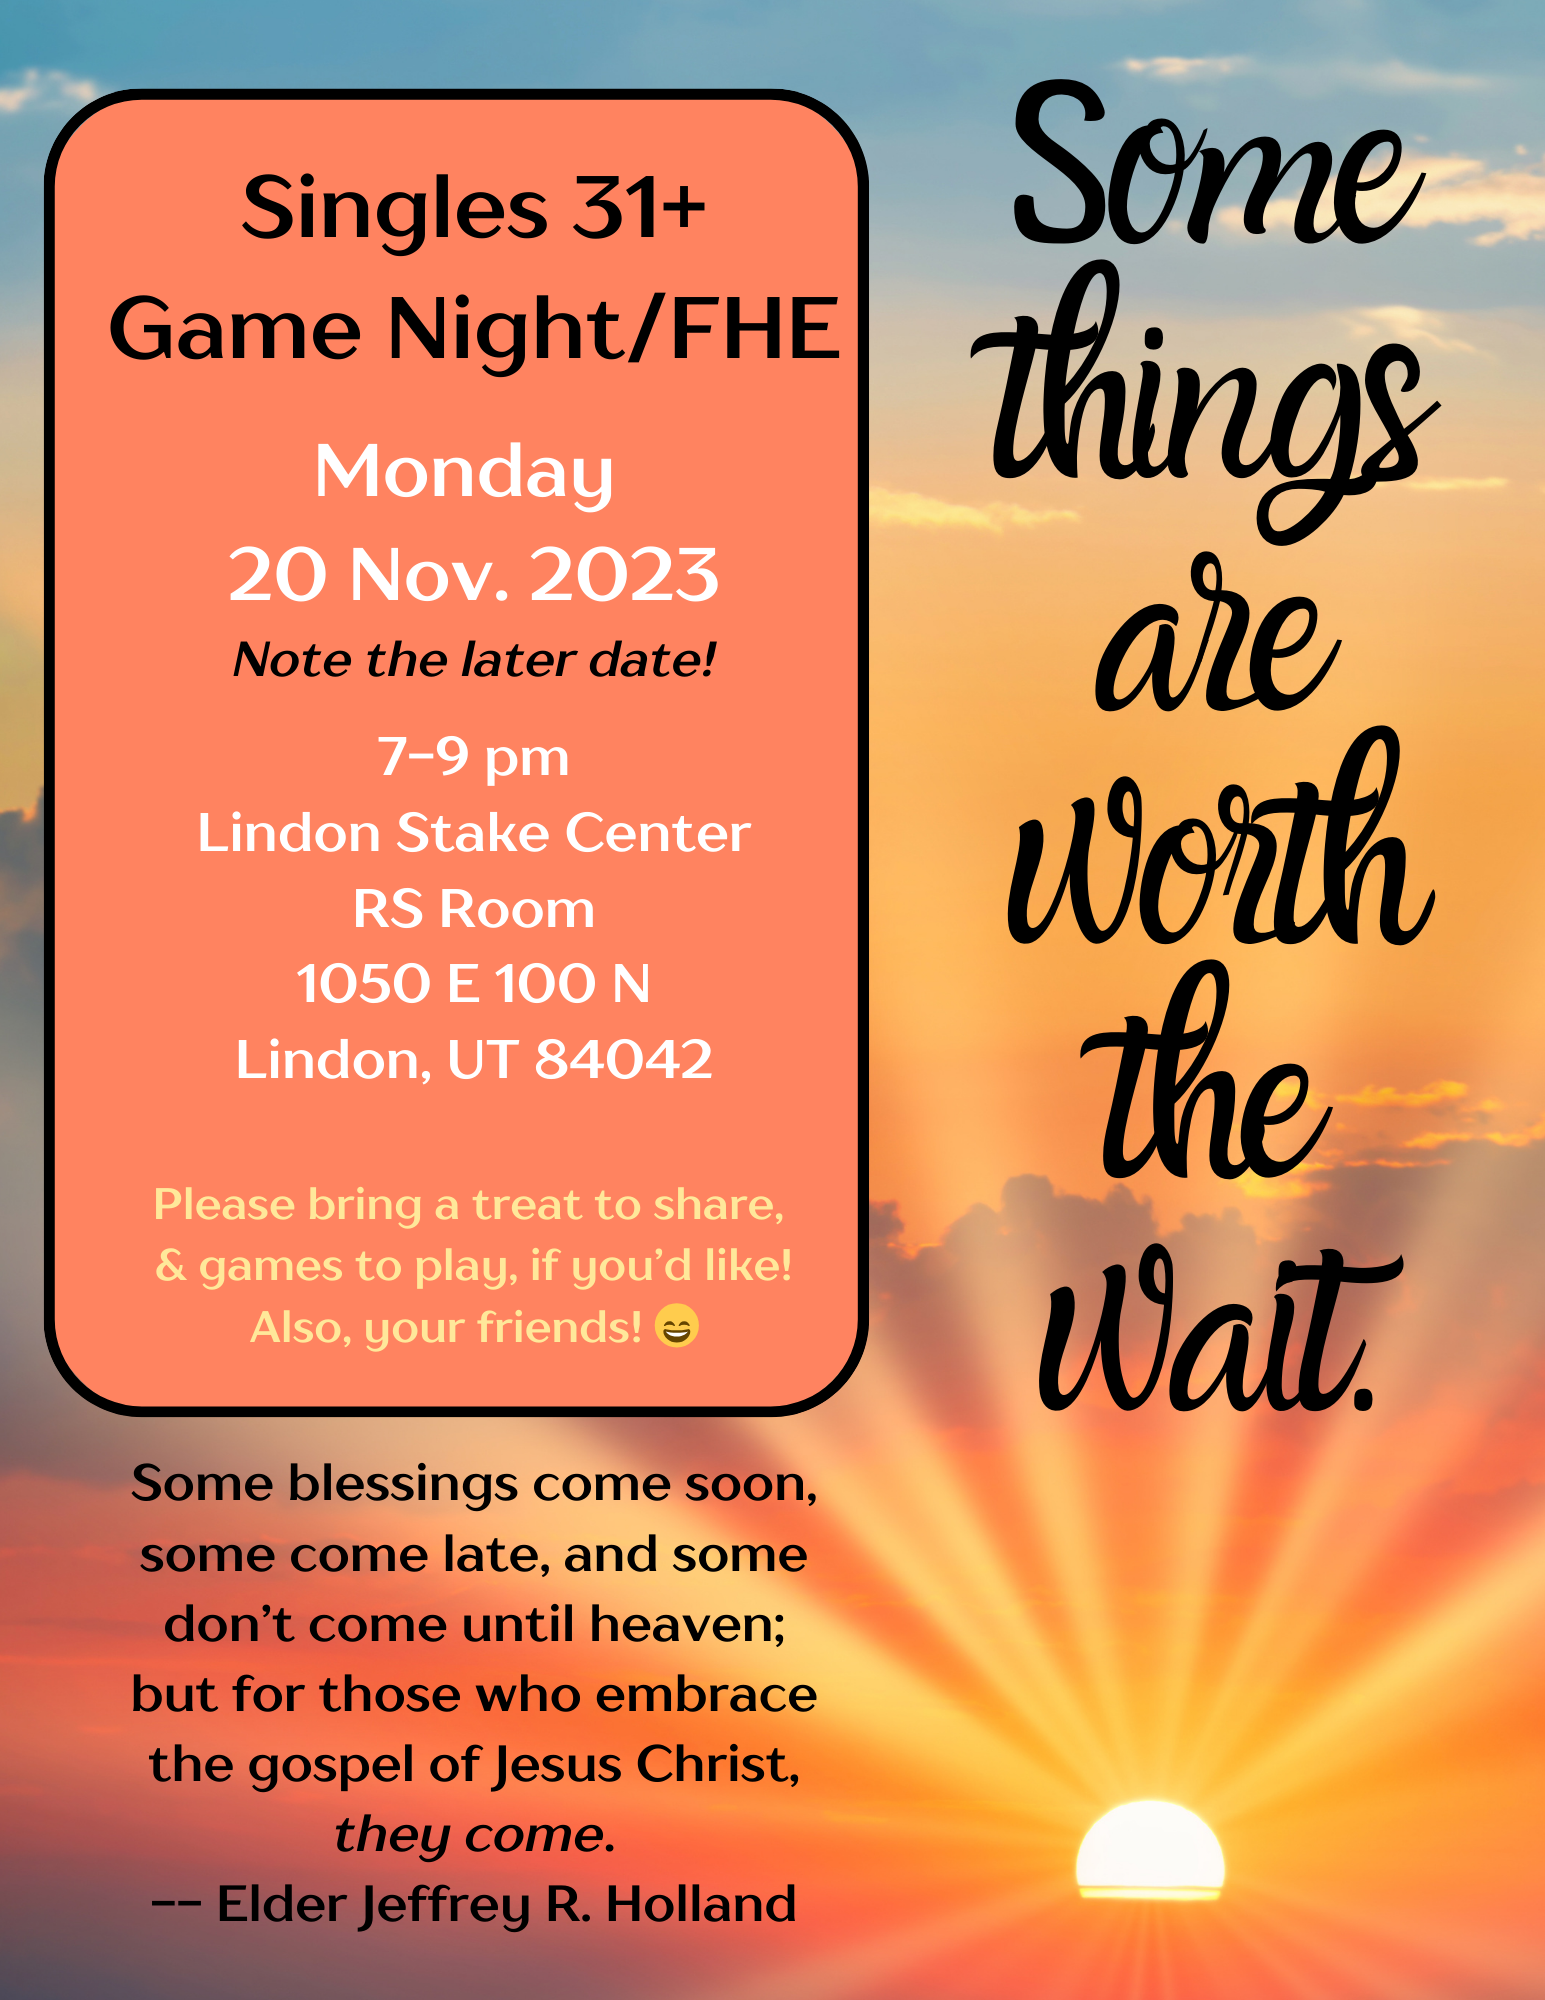 Singles 31+
Game Night/FHE
Monday
20 Nov. 2023
Note the later date!
7-9 pm
Lindon Stake Center
RS Room
1050 E 100 N
Lindon, UT 84042
Please bring a treat to share,
& games to play, if you'd like!
Also, your friends! 😄
Some blessings come soon,
some come late, and some
don't come until heaven;
but for those who embrace
the gospel of Jesus Christ,
they come.
-- Elder Jeffrey R. Holland
Some
things
are
worth
the
wait.